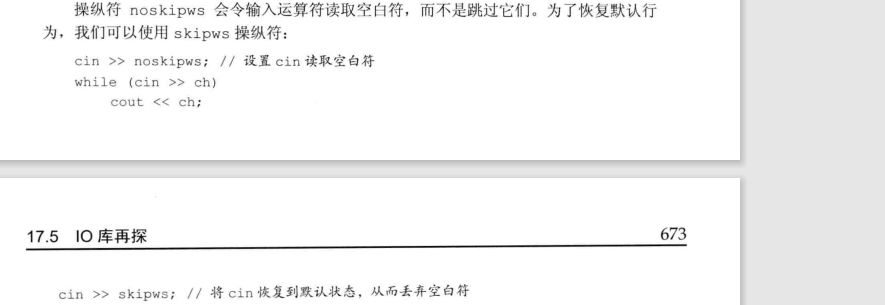 操纵符 noskipws 会令输入运算符读取空白符，而不是跳过它们。为了恢复默认行
为，我们可以使用 skipws 操纵符：
cin >> noskipws; // 设置 cin 读取空白符
while (cin >> ch)
cout << ch;
17.5 IO 库再探 673
cin >> skipws; // 将 cin 恢复到默认状态，从而丢弃空白符